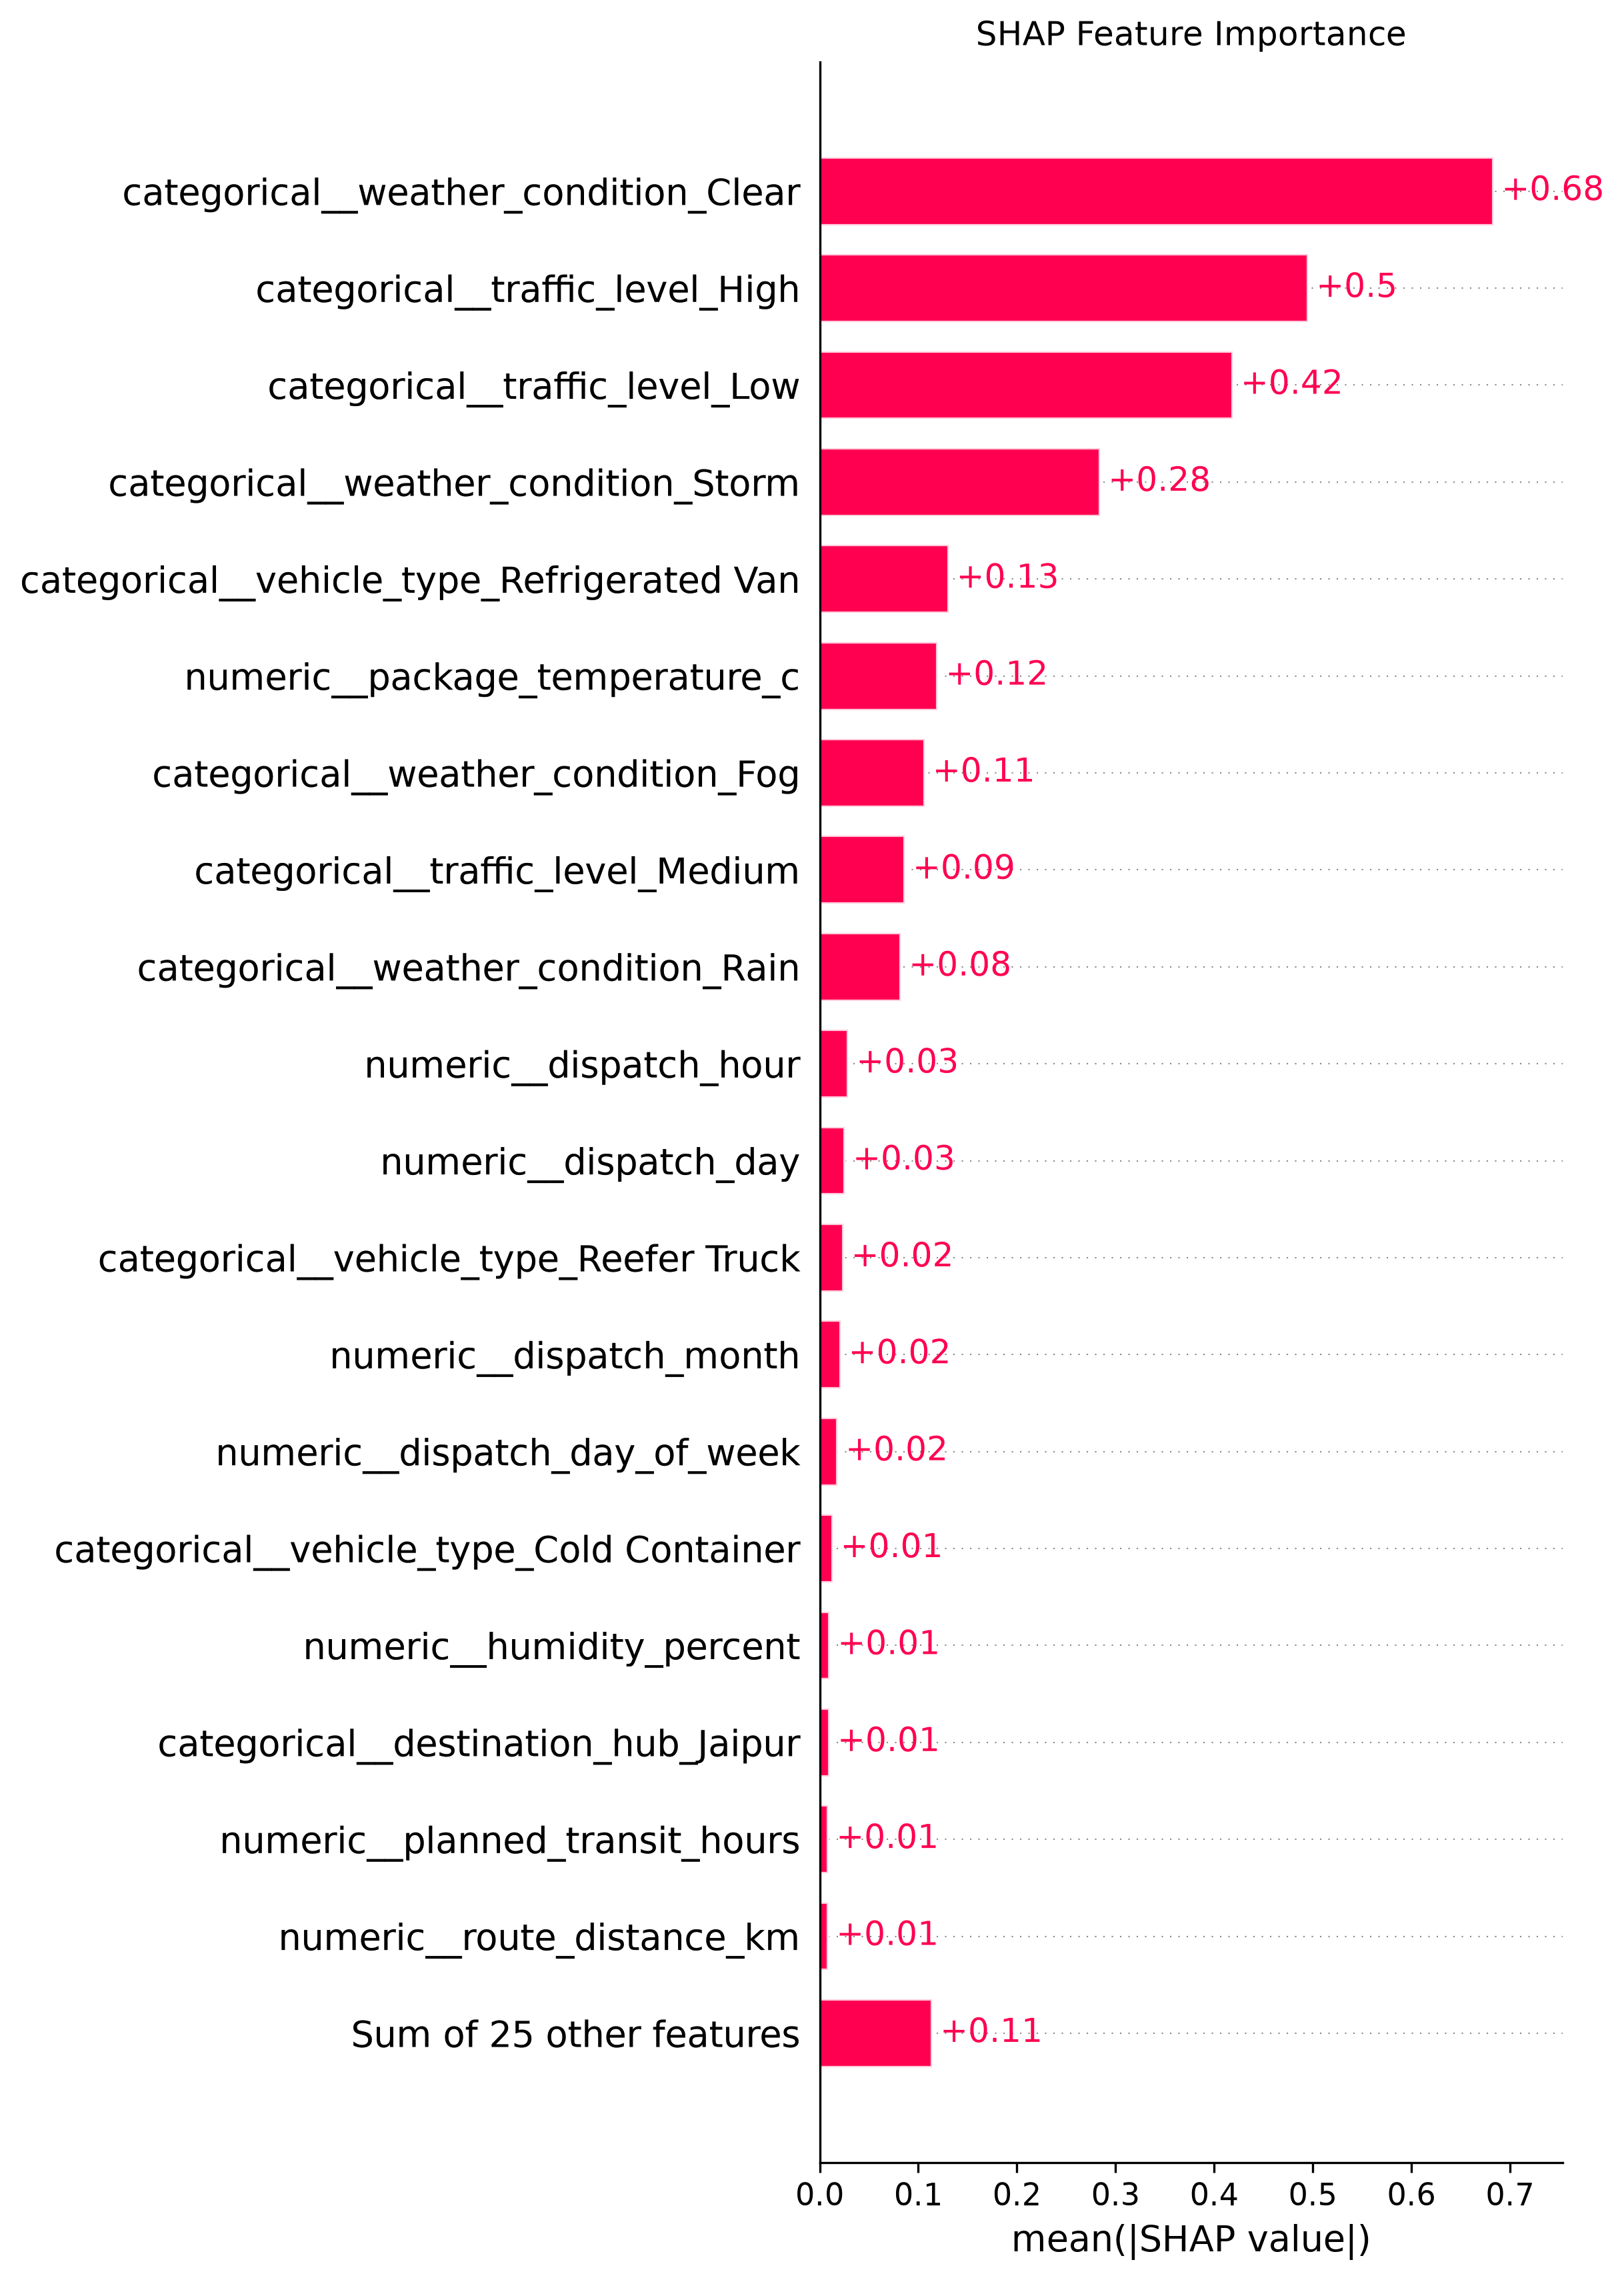 SHAP Feature Importance
categorical__weather_condition_Clear +0.68
categorical__traffic_level_High +0.5
categorical__traffic_level_Low +0.42
categorical__weather_condition_Storm +0.28
categorical__vehicle_type_Refrigerated Van +0.13
numeric__package_temperature_c +0.12
categorical__weather_condition_Fog +0.11
categorical__traffic_level_Medium +0.09
categorical__weather_condition_Rain +0.08
numeric__dispatch_hour +0.03
numeric__dispatch_day +0.03
categorical__vehicle_type_Reefer Truck +0.02
numeric__dispatch_month +0.02
numeric__dispatch_day_of_week +0.02
categorical__vehicle_type_Cold Container +0.01
numeric__humidity_percent +0.01
categorical__destination_hub_Jaipur +0.01
numeric__planned_transit_hours +0.01
numeric__route_distance_km +0.01
Sum of 25 other features +0.11
0.0 0.1 0.2 0.3 0.4 0.5 0.6 0.7
mean(|SHAP value|)